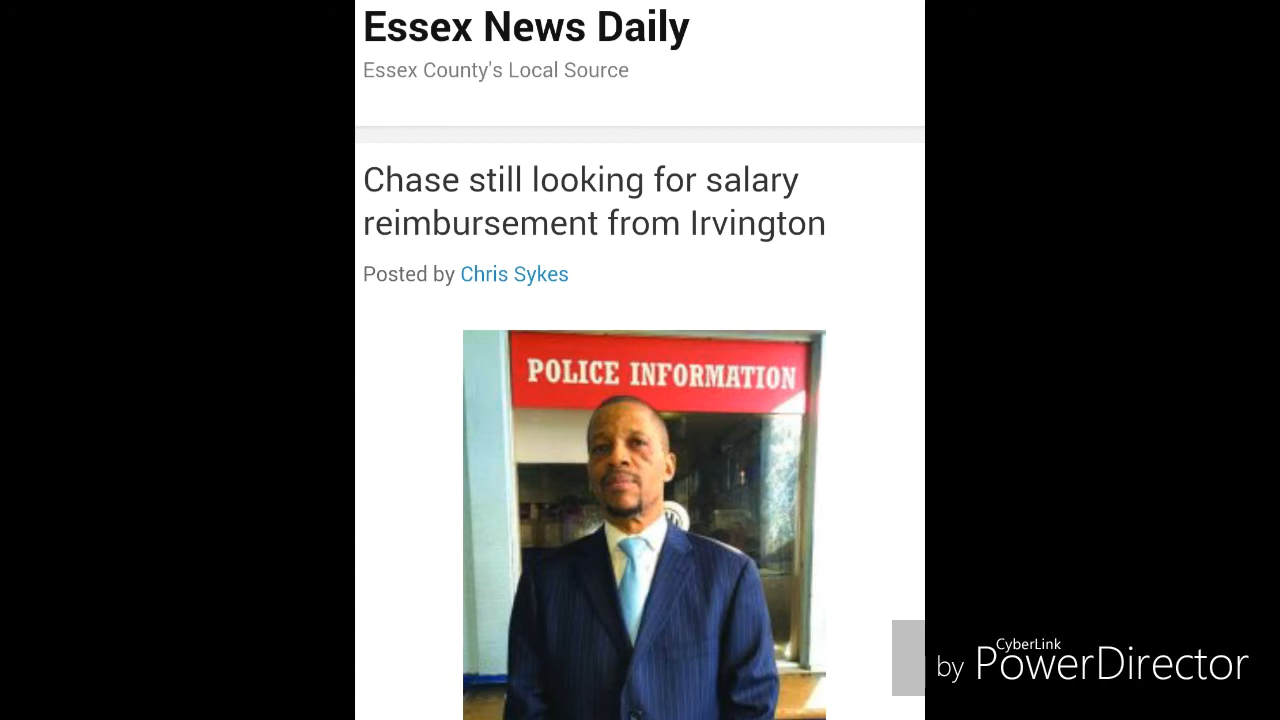 Essex News Daily
Essex County's Local Source
Chase still looking for salary
reimbursement from Irvington
Posted by Chris Sykes
POLICE INFORMATION
CyberLink
by PowerDirector